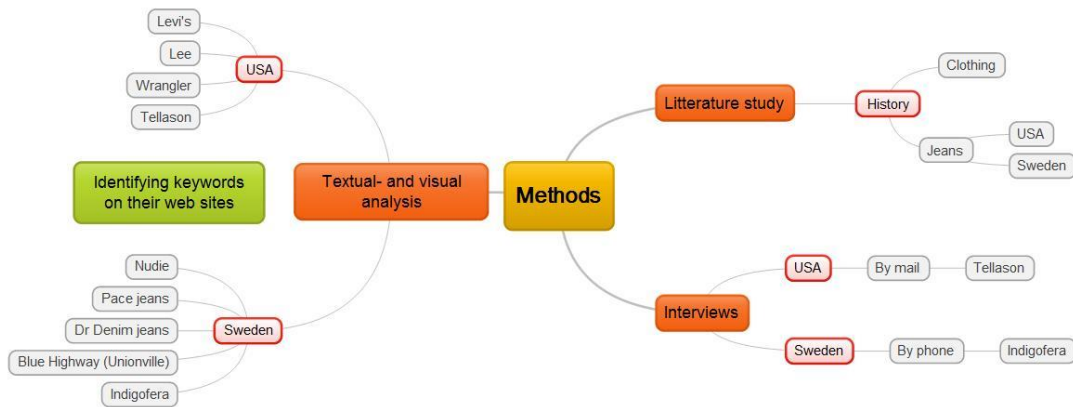 Levi's
Lee
Wrangler
Tellason
USA
Identifying keywords
on their web sites
Textual- and visual
analysis
Nudie
Pace jeans
Dr Denim jeans
Blue Highway (Unionville)
Indigofera
Sweden
Methods
Litterature study
History
Clothing
Jeans
USA
Sweden
Interviews
USA
By mail
Tellason
Sweden
By phone
Indigofera